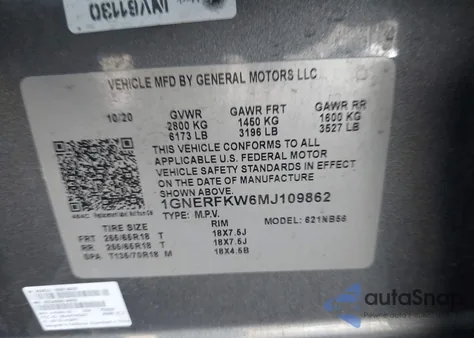 VEHICLE MFD BY GENERAL MOTORS LLC
10/20 GVWR GAWR FRT GAWR RR
2800 KG 1450 KG 1600 KG
6173 LB 3196 LB 3527 LB
THIS VEHICLE CONFORMS TO ALL
APPLICABLE U.S. FEDERAL MOTOR
VEHICLE SAFETY STANDARDS IN EFFECT
ON THE DATE OF MANUFACTURE
SHOWN ABOVE.
1GNERFKW6MJ109862
TYPE: M.P.V. MODEL: 621NB56
TIRE SIZE RIM
FRT 255/65R18 T 18X7.5J
RR 255/65R18 T 18X7.5J
SPA T135/70R18 M 18X4.5B
autoSnap